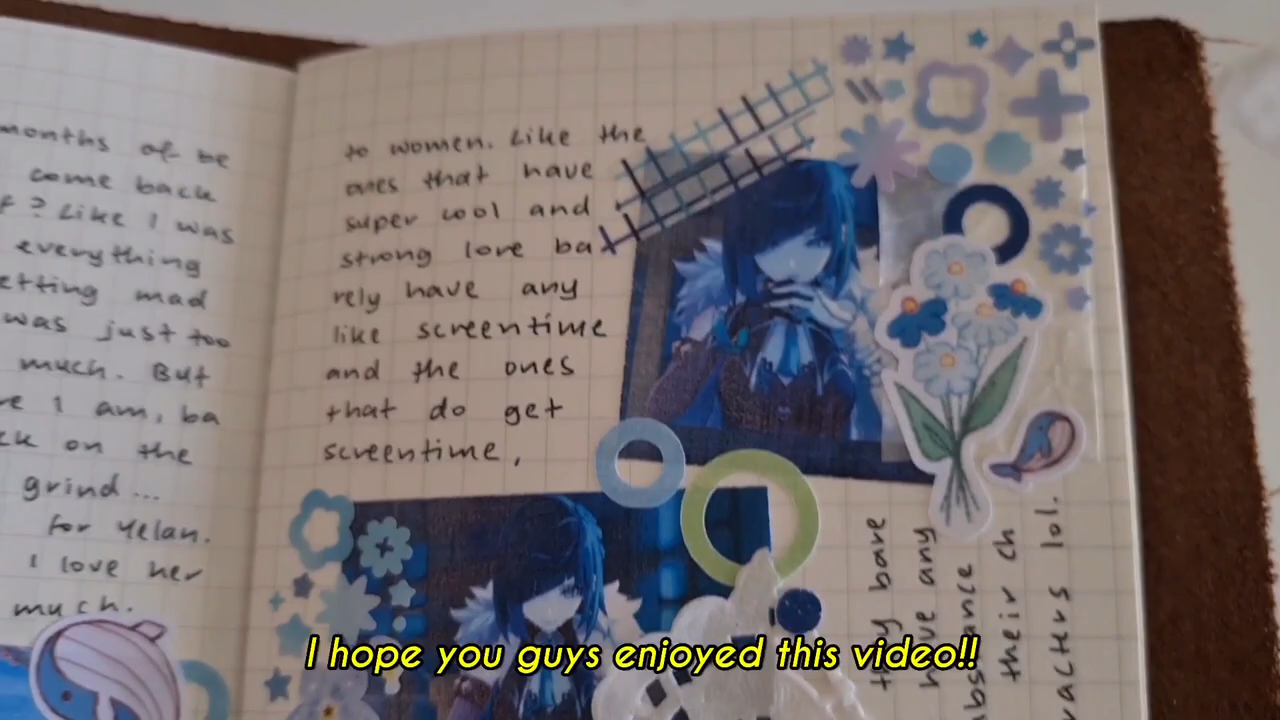 months of be
come back
? Like I was
everything
etting mad
was just too
much. But
re I am, ba
ck on the
grind...
for Yelan.
I love her
much.
to women. Like the
ones that have
super cool and
strong love ba
rely have any
like screentime
and the ones
that do get
screentime,
they bare
have any
substance
their ch
racters lol.
I hope you guys enjoyed this video!!